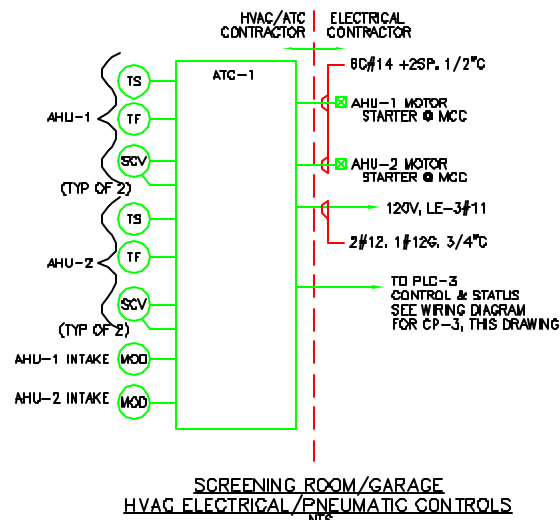 HVAC/ATC CONTRACTOR
ELECTRICAL CONTRACTOR
ATC-1
6C#14 +2SP. 1/2"C
AHU-1
TS
TF
SCV
(TYP OF 2)
AHU-1 MOTOR
STARTER @ MCC
AHU-2 MOTOR
STARTER @ MCC
120V, LE-3#11
2#12, 1#12G, 3/4"C
AHU-2
TS
TF
SCV
(TYP OF 2)
TO PLC-3
CONTROL & STATUS
SEE WIRING DIAGRAM
FOR CP-3, THIS DRAWING
AHU-1 INTAKE
MOD
AHU-2 INTAKE
MOD
SCREENING ROOM/GARAGE
HVAC ELECTRICAL/PNEUMATIC CONTROLS
NTS